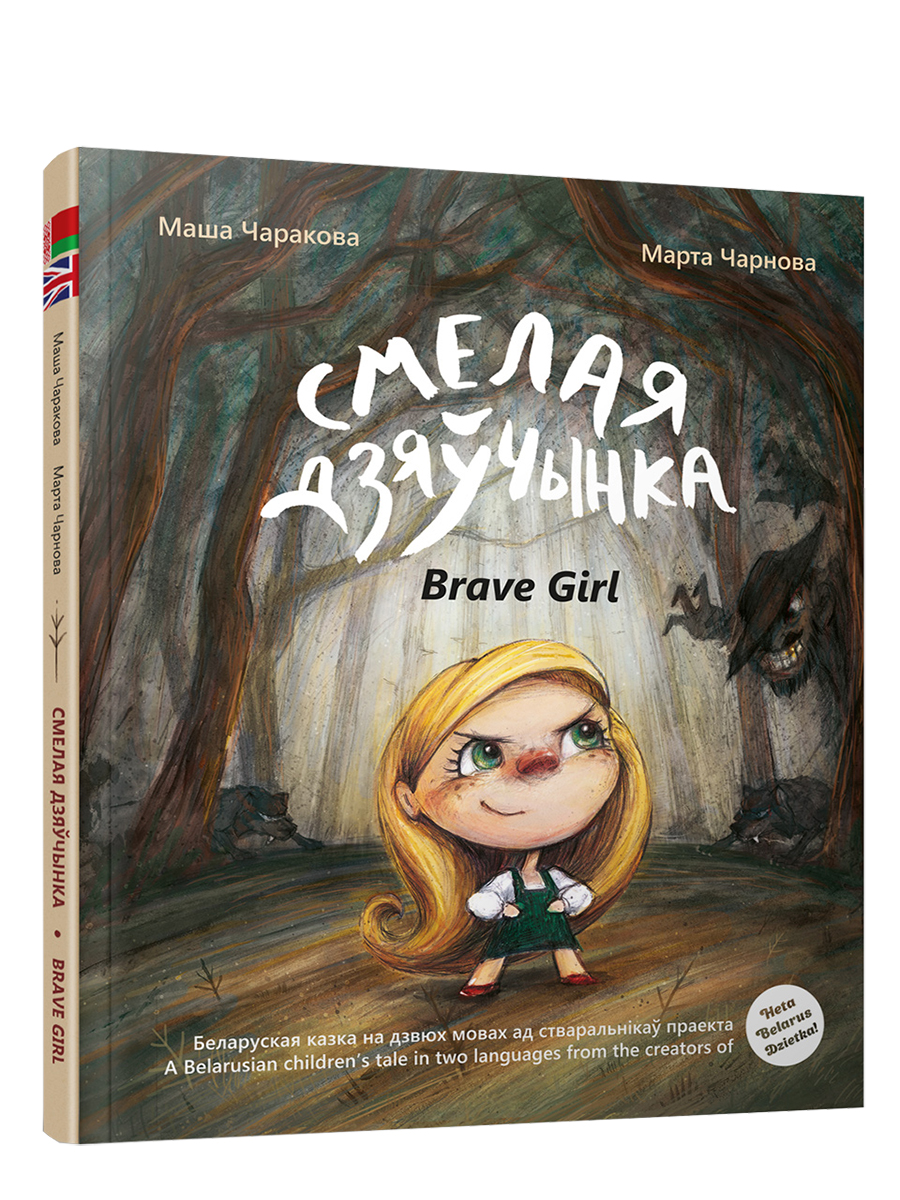 Маша Чаракова
Марта Чарнова
СМЕЛАЯ
ДЗЯЎЧЫНКА
Brave Girl
Беларуская казка на дзвюх мовах ад стваральнікаў праекта
A Belarusian children’s tale in two languages from the creators of
Heta
Belarus
Dzietka!
Маша Чаракова Марта Чарнова
СМЕЛАЯ ДЗЯЎЧЫНКА • BRAVE GIRL